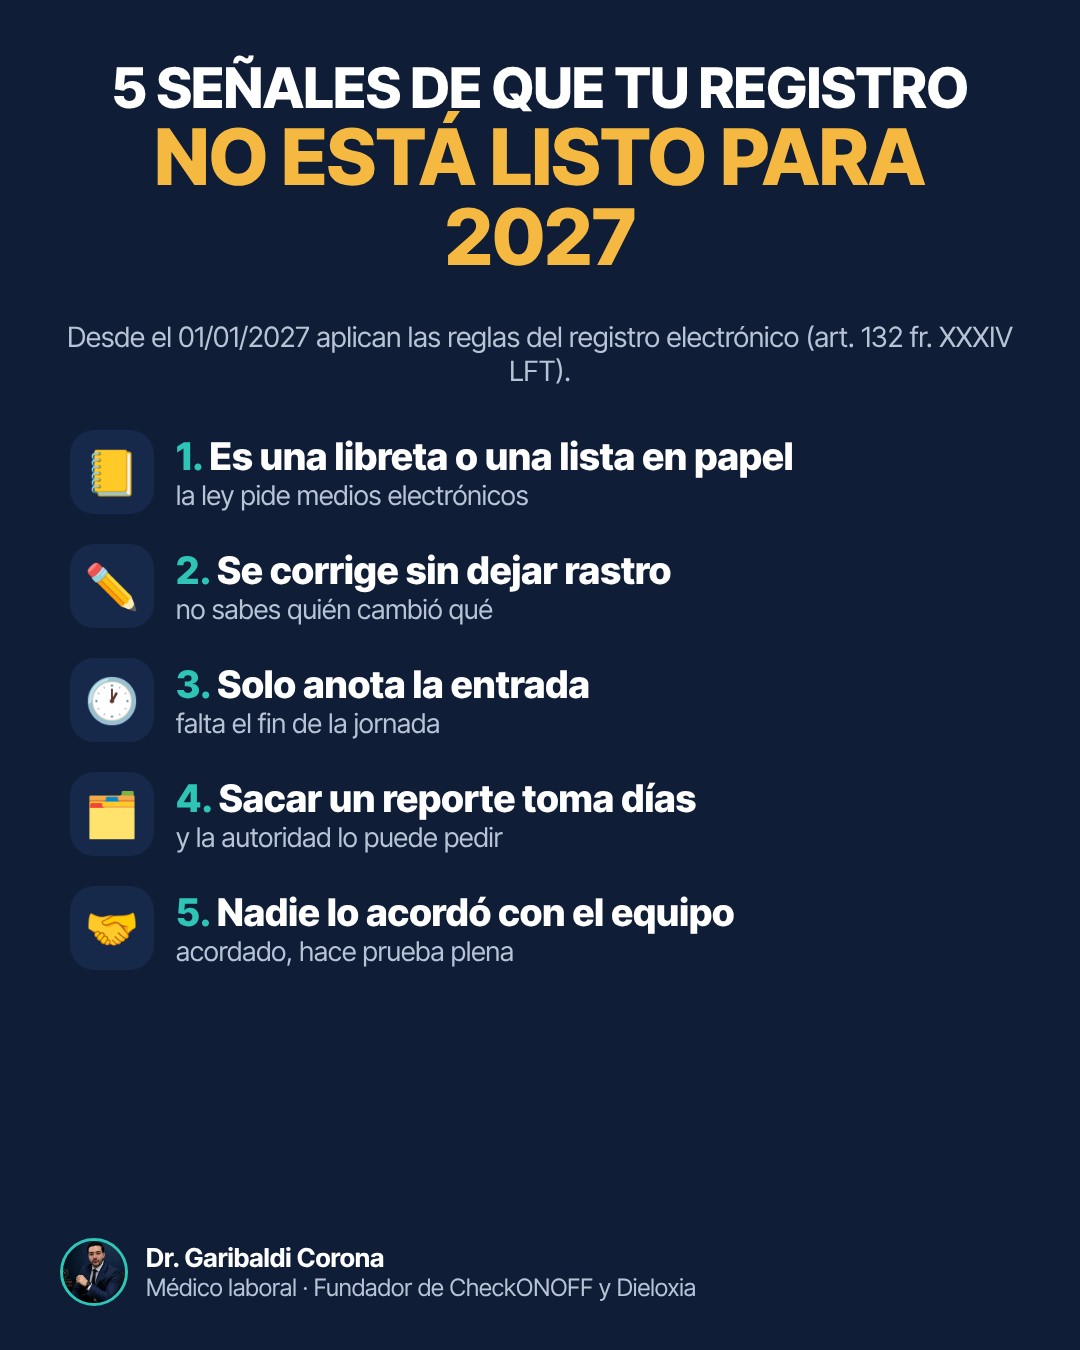 5 SEÑALES DE QUE TU REGISTRO
NO ESTÁ LISTO PARA
2027
Desde el 01/01/2027 aplican las reglas del registro electrónico (art. 132 fr. XXXIV
LFT).
1. Es una libreta o una lista en papel
la ley pide medios electrónicos
2. Se corrige sin dejar rastro
no sabes quién cambió qué
3. Solo anota la entrada
falta el fin de la jornada
4. Sacar un reporte toma días
y la autoridad lo puede pedir
5. Nadie lo acordó con el equipo
acordado, hace prueba plena
Dr. Garibaldi Corona
Médico laboral · Fundador de CheckONOFF y Dieloxia